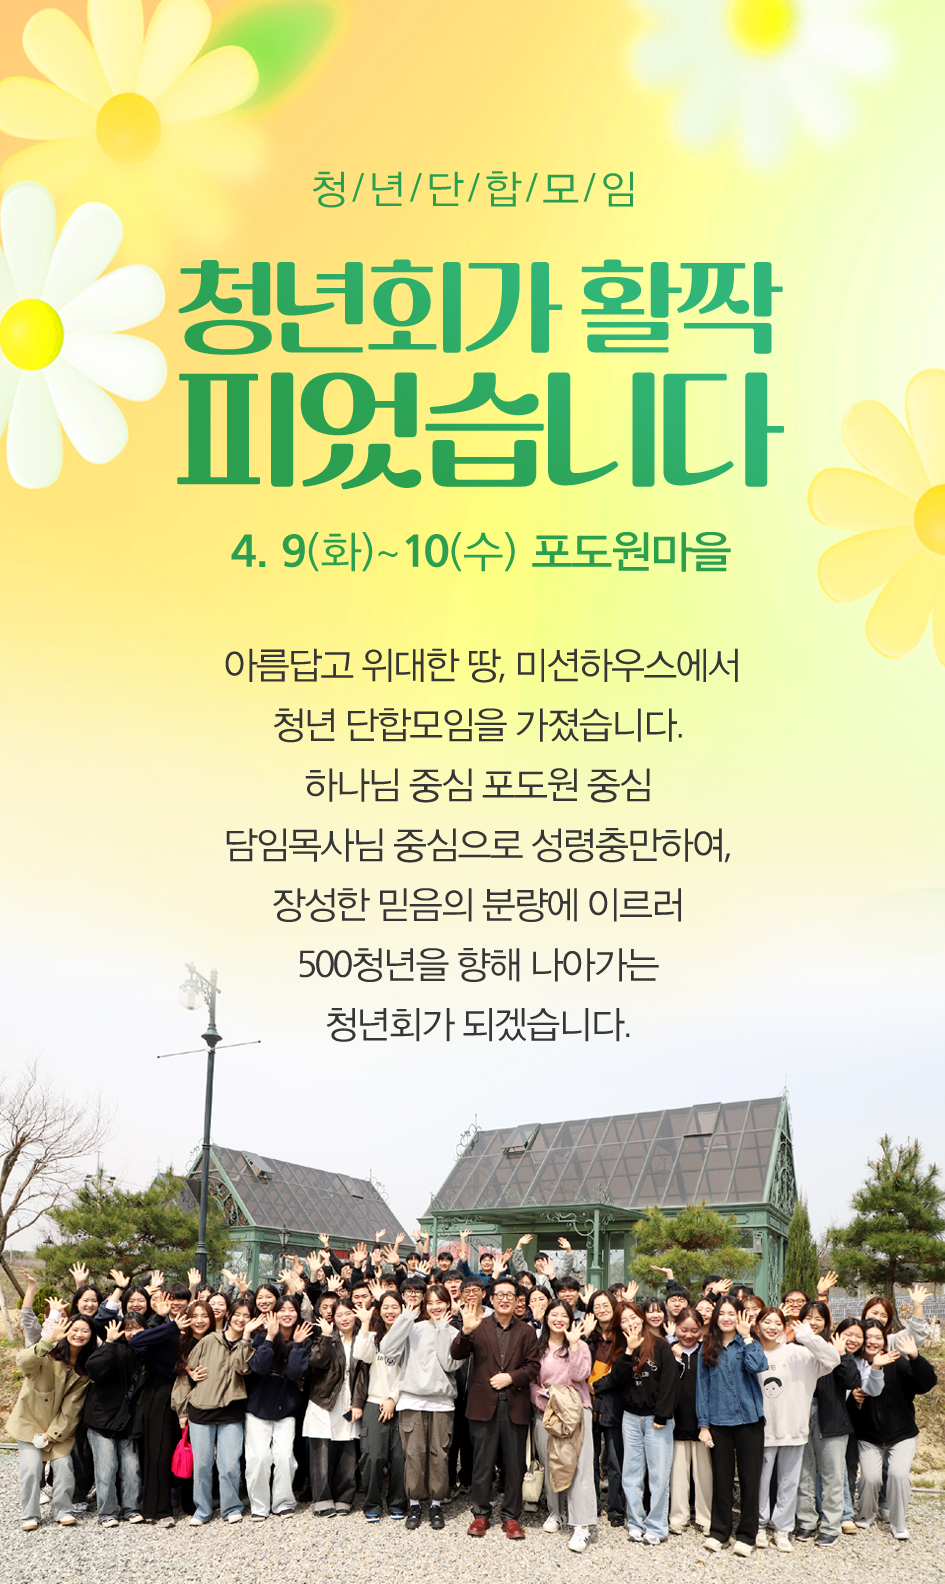 청/년/단/합/모/임
청년회가 활짝
피었습니다
4. 9(화)~10(수) 포도원마을
아름답고 위대한 땅, 미션하우스에서
청년 단합모임을 가졌습니다.
하나님 중심 포도원 중심
담임목사님 중심으로 성령충만하여,
장성한 믿음의 분량에 이르러
500청년을 향해 나아가는
청년회가 되겠습니다.